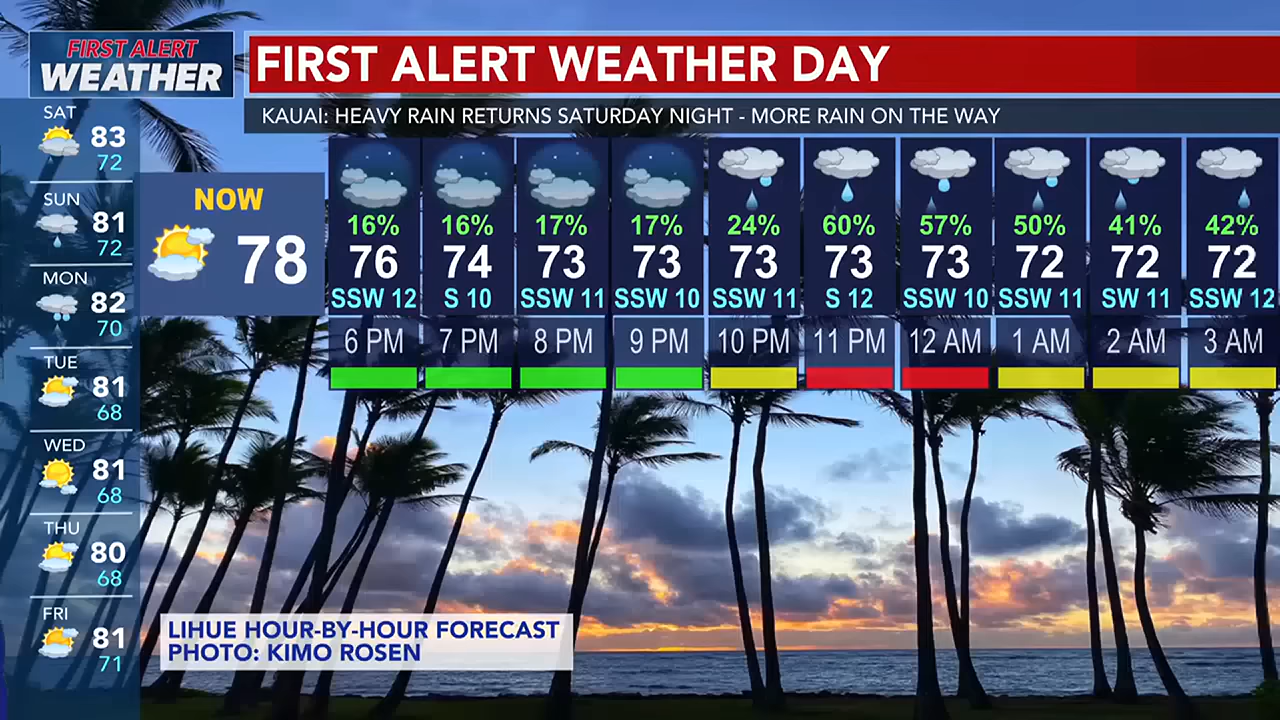 FIRST ALERT
WEATHER
FIRST ALERT WEATHER DAY
KAUAI: HEAVY RAIN RETURNS SATURDAY NIGHT - MORE RAIN ON THE WAY
SAT
83
72
SUN
81
72
MON
82
70
TUE
81
68
WED
81
68
THU
80
68
FRI
81
71
NOW
78
16% 16% 17% 17% 24% 60% 57% 50% 41% 42%
76 74 73 73 73 73 73 72 72 72
SSW 12 S 10 SSW 11 SSW 10 SSW 11 S 12 SSW 10 SSW 11 SW 11 SSW 12
6 PM 7 PM 8 PM 9 PM 10 PM 11 PM 12 AM 1 AM 2 AM 3 AM
LIHUE HOUR-BY-HOUR FORECAST
PHOTO: KIMO ROSEN